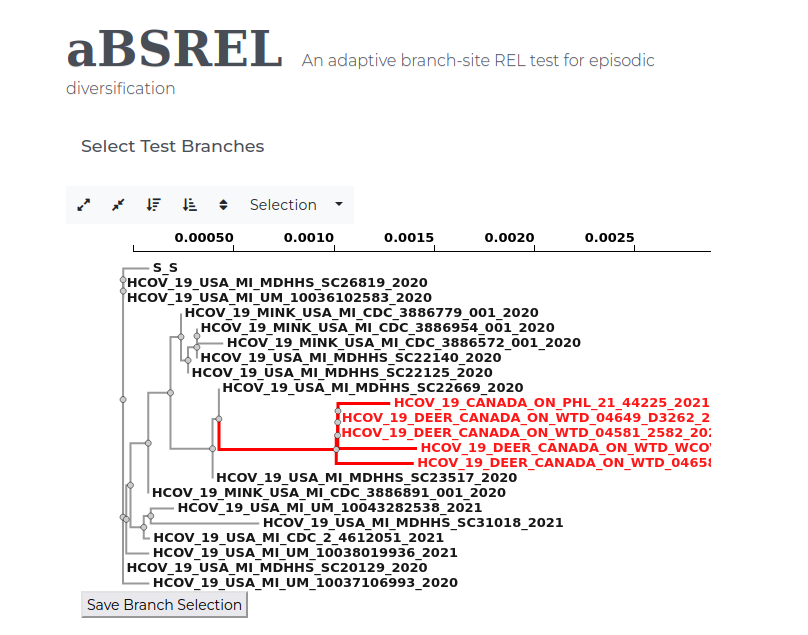 aBSREL An adaptive branch-site REL test for episodic
diversification
Select Test Branches
Selection
0.00050 0.0010 0.0015 0.0020 0.0025
S_S
HCOV_19_USA_MI_MDHHS_SC26819_2020
HCOV_19_USA_MI_UM_10036102583_2020
HCOV_19_MINK_USA_MI_CDC_3886779_001_2020
HCOV_19_MINK_USA_MI_CDC_3886954_001_2020
HCOV_19_MINK_USA_MI_CDC_3886572_001_2020
HCOV_19_USA_MI_MDHHS_SC22140_2020
HCOV_19_USA_MI_MDHHS_SC22125_2020
HCOV_19_USA_MI_MDHHS_SC22669_2020
HCOV_19_CANADA_ON_PHL_21_44225_2021
HCOV_19_DEER_CANADA_ON_WTD_04649_D3262_2
HCOV_19_DEER_CANADA_ON_WTD_04581_2582_202
HCOV_19_DEER_CANADA_ON_WTD_WCOV
HCOV_19_DEER_CANADA_ON_WTD_04658
HCOV_19_USA_MI_MDHHS_SC23517_2020
HCOV_19_MINK_USA_MI_CDC_3886891_001_2020
HCOV_19_USA_MI_UM_10043282538_2021
HCOV_19_USA_MI_MDHHS_SC31018_2021
HCOV_19_USA_MI_CDC_2_4612051_2021
HCOV_19_USA_MI_UM_10038019936_2021
HCOV_19_USA_MI_MDHHS_SC20129_2020
HCOV_19_USA_MI_UM_10037106993_2020
Save Branch Selection